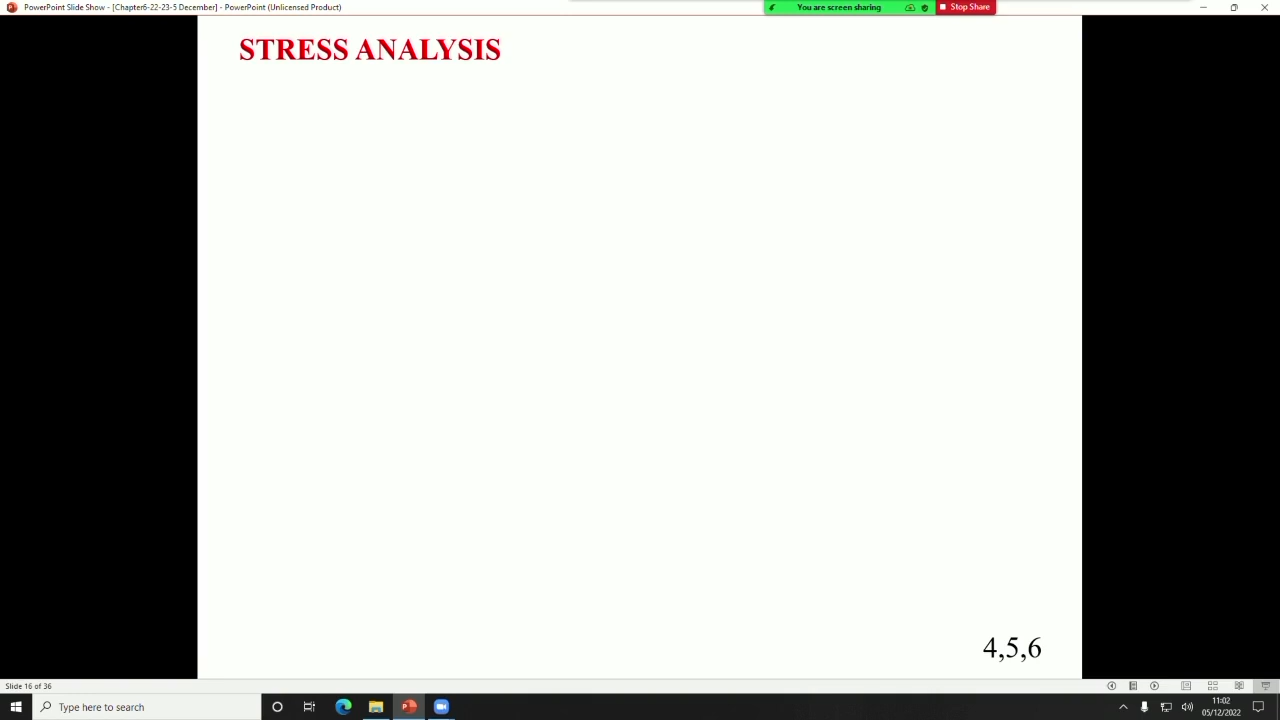 PowerPoint Slide Show - [Chapter6-22-23-5 December] - PowerPoint (Unlicensed Product)
You are screen sharing
Stop Share
STRESS ANALYSIS
4,5,6
Slide 16 of 36
Type here to search
11:02
05/12/2022